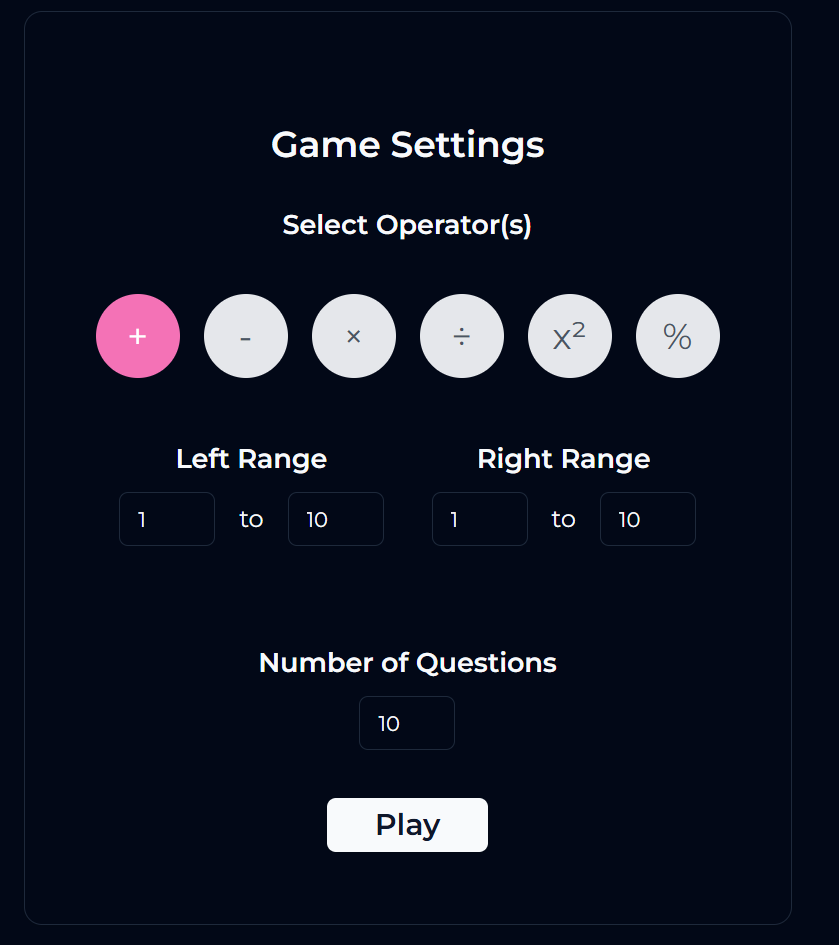 Game Settings
Select Operator(s)
+ - × ÷ x² %
Left Range Right Range
1 to 10 1 to 10
Number of Questions
10
Play